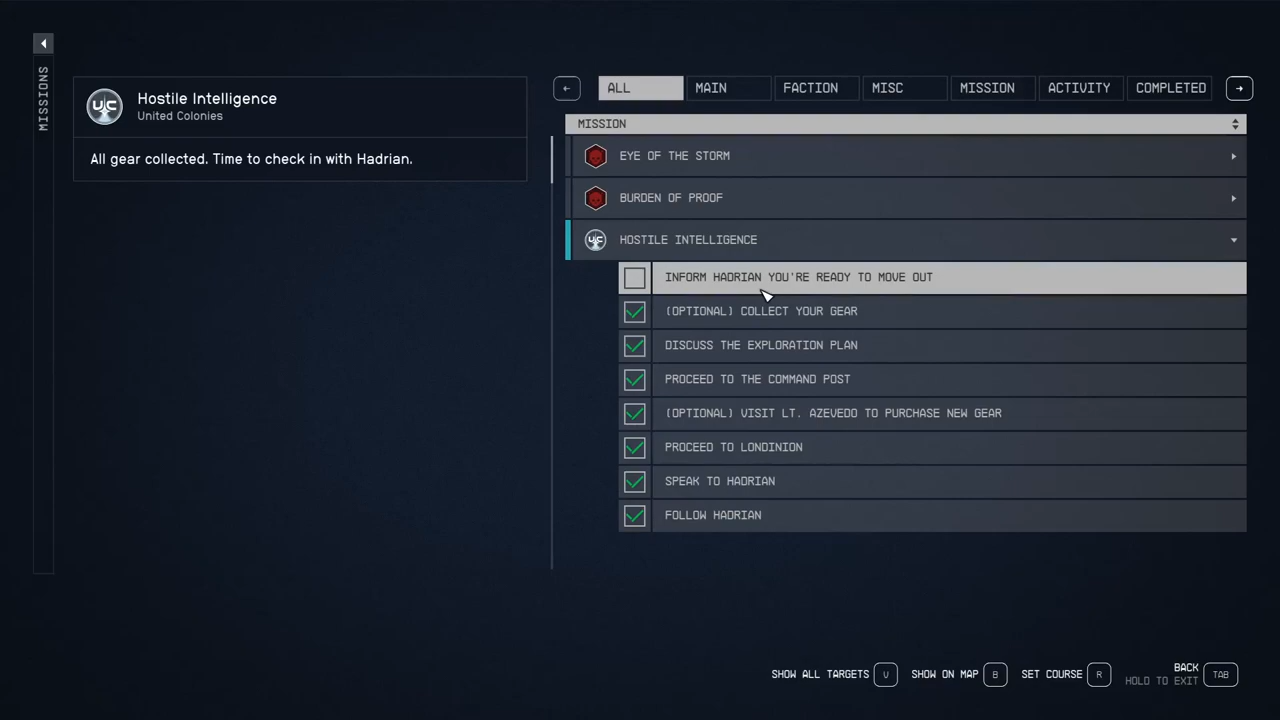 MISSIONS
UC
Hostile Intelligence
United Colonies
All gear collected. Time to check in with Hadrian.
ALL
MAIN
FACTION
MISC
MISSION
ACTIVITY
COMPLETED
MISSION
EYE OF THE STORM
BURDEN OF PROOF
UC
HOSTILE INTELLIGENCE
INFORM HADRIAN YOU'RE READY TO MOVE OUT
(OPTIONAL) COLLECT YOUR GEAR
DISCUSS THE EXPLORATION PLAN
PROCEED TO THE COMMAND POST
(OPTIONAL) VISIT LT. AZEVEDO TO PURCHASE NEW GEAR
PROCEED TO LONDINION
SPEAK TO HADRIAN
FOLLOW HADRIAN
SHOW ALL TARGETS V
SHOW ON MAP B
SET COURSE R
BACK
HOLD TO EXIT
TAB